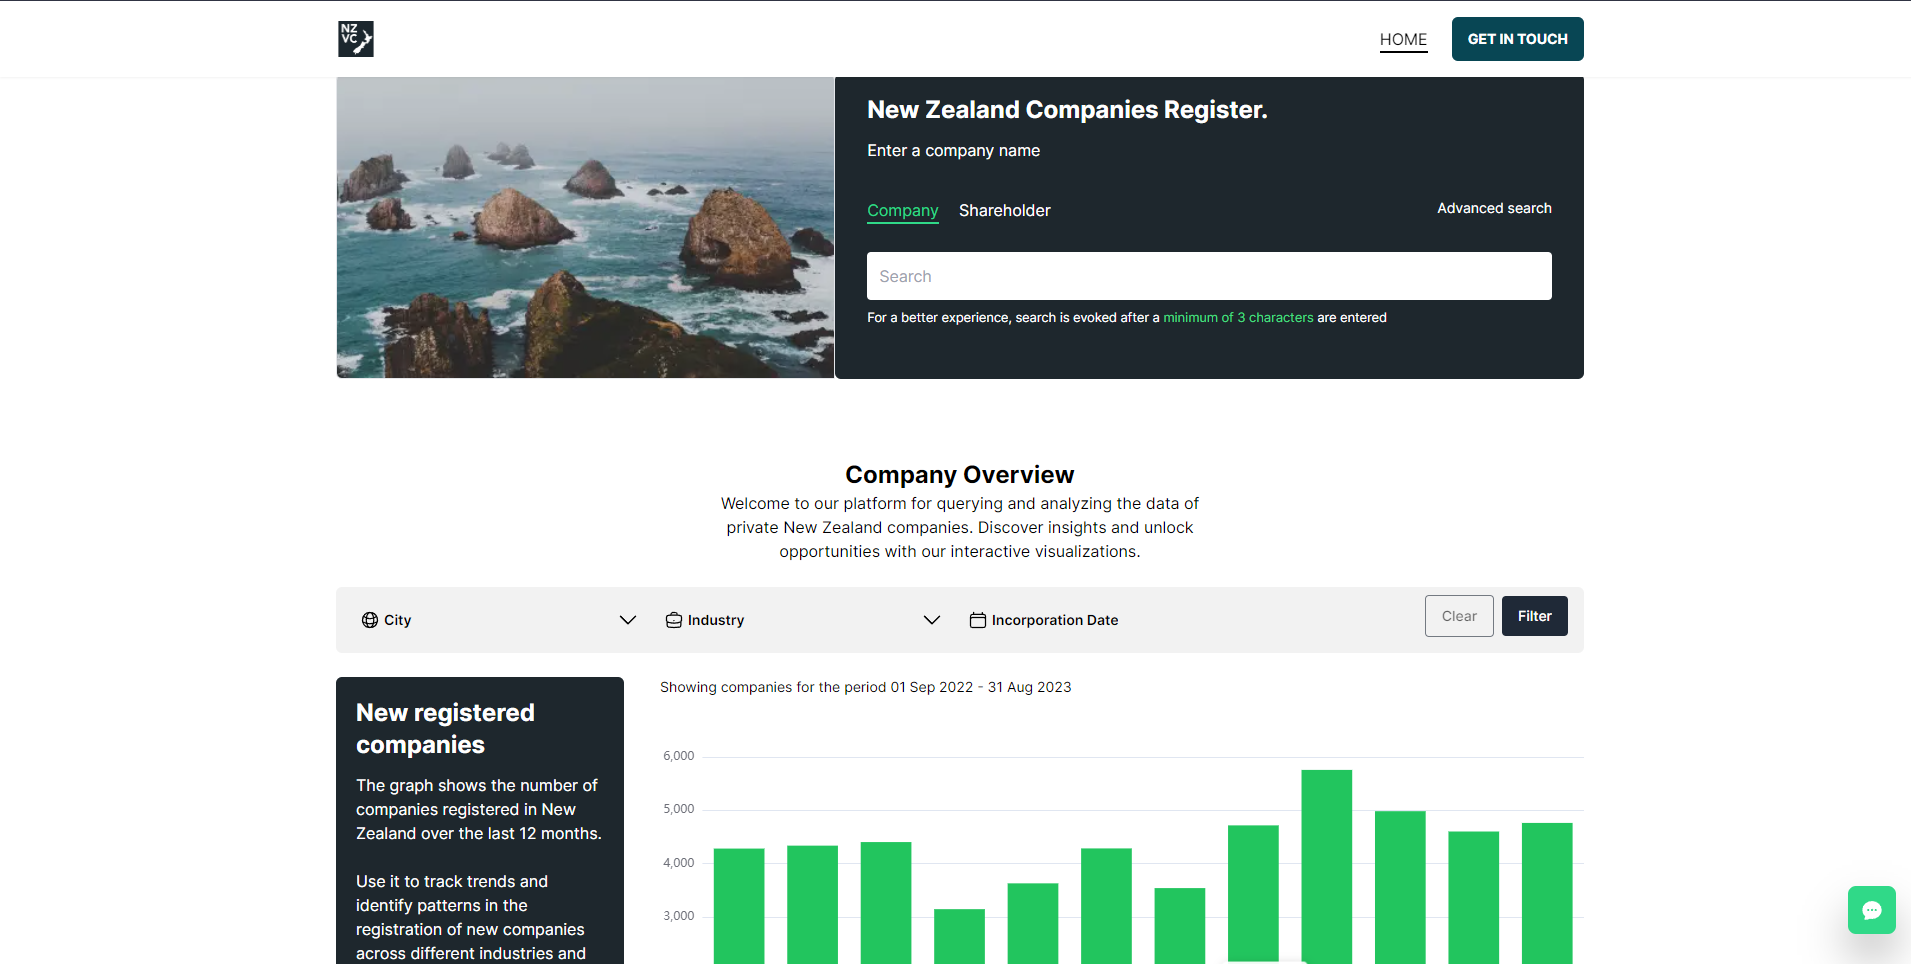 NZ
VC
HOME
GET IN TOUCH
New Zealand Companies Register.
Enter a company name
Company
Shareholder
Advanced search
Search
For a better experience, search is evoked after a minimum of 3 characters are entered
Company Overview
Welcome to our platform for querying and analyzing the data of
private New Zealand companies. Discover insights and unlock
opportunities with our interactive visualizations.
City
Industry
Incorporation Date
Clear
Filter
New registered
companies
The graph shows the number of
companies registered in New
Zealand over the last 12 months.
Use it to track trends and
identify patterns in the
registration of new companies
across different industries and
Showing companies for the period 01 Sep 2022 - 31 Aug 2023
6,000
5,000
4,000
3,000